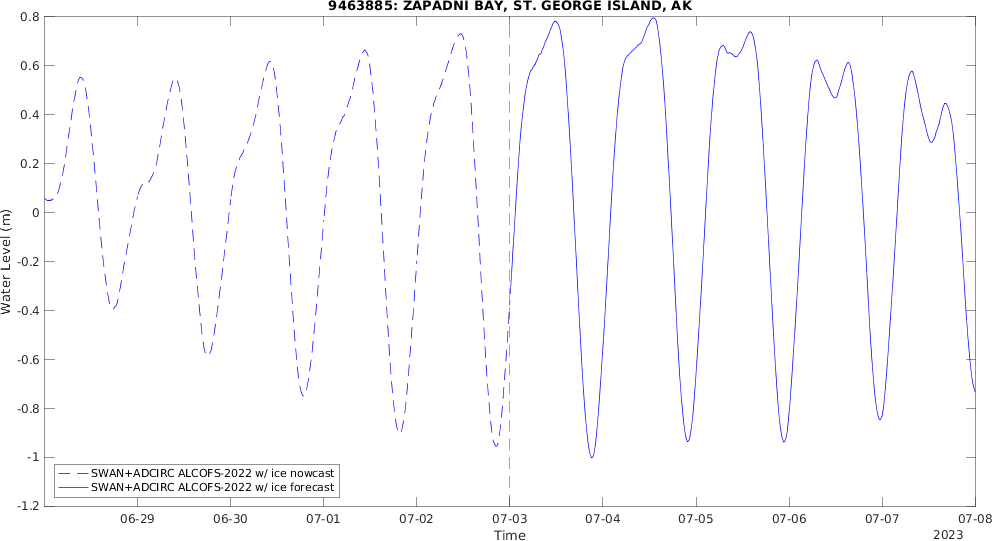 9463885: ZAPADNI BAY, ST. GEORGE ISLAND, AK
0.8
0.6
0.4
0.2
0
-0.2
-0.4
-0.6
-0.8
-1
-1.2
Water Level (m)
SWAN+ADCIRC ALCOFS-2022 w/ ice nowcast
SWAN+ADCIRC ALCOFS-2022 w/ ice forecast
06-29 06-30 07-01 07-02 07-03 07-04 07-05 07-06 07-07 07-08
Time
2023